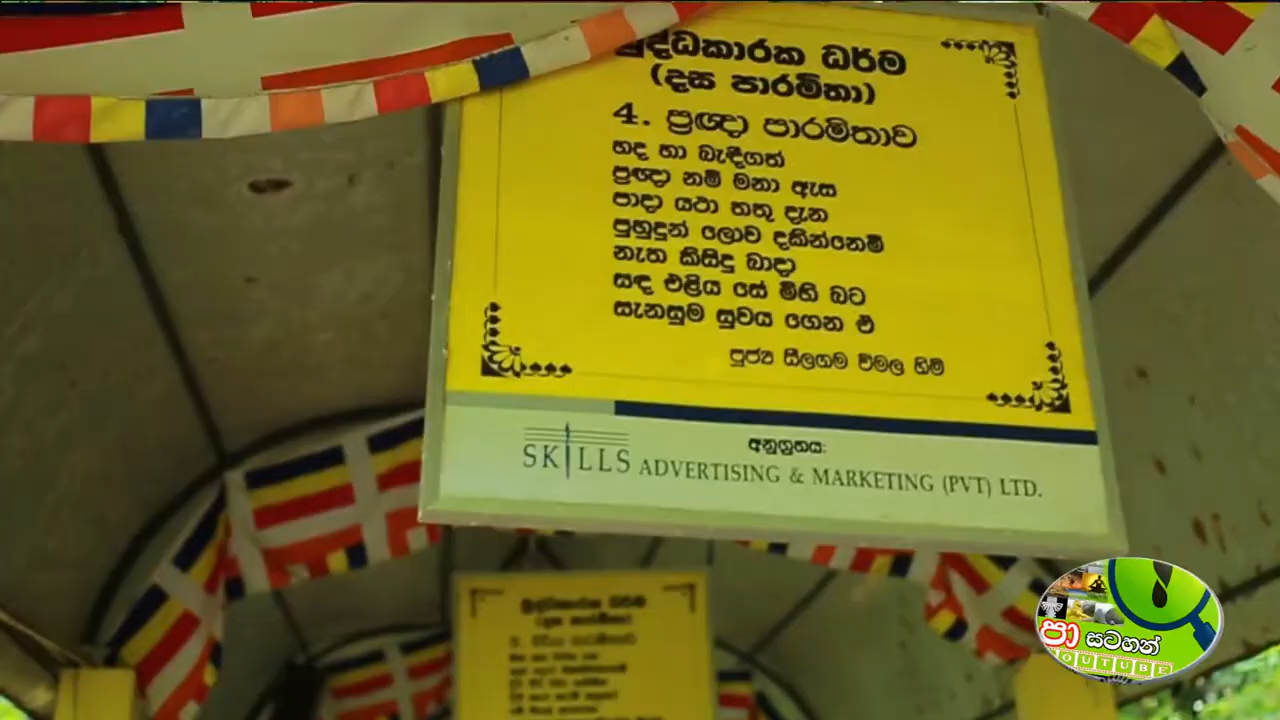 බුද්ධකාරක ධර්ම
(දස පාරමිතා)
4. ප්‍රඥා පාරමිතාව
හද හා බැඳීගත්
ප්‍රඥා නම් මනා ඇස
පාදා යථා තතු දැන
පුහුදුන් ලොව දකින්නෙමි
නැත කිසිදු බාදා
සඳ එළිය සේ මිහි බට
සැනසුම සුවය ගෙන ඒ
පූජ්‍ය සීලගම විමල හිමි
අනුග්‍රහය:
SKILLS ADVERTISING & MARKETING (PVT) LTD.
පා සටහන්
OUTUBE